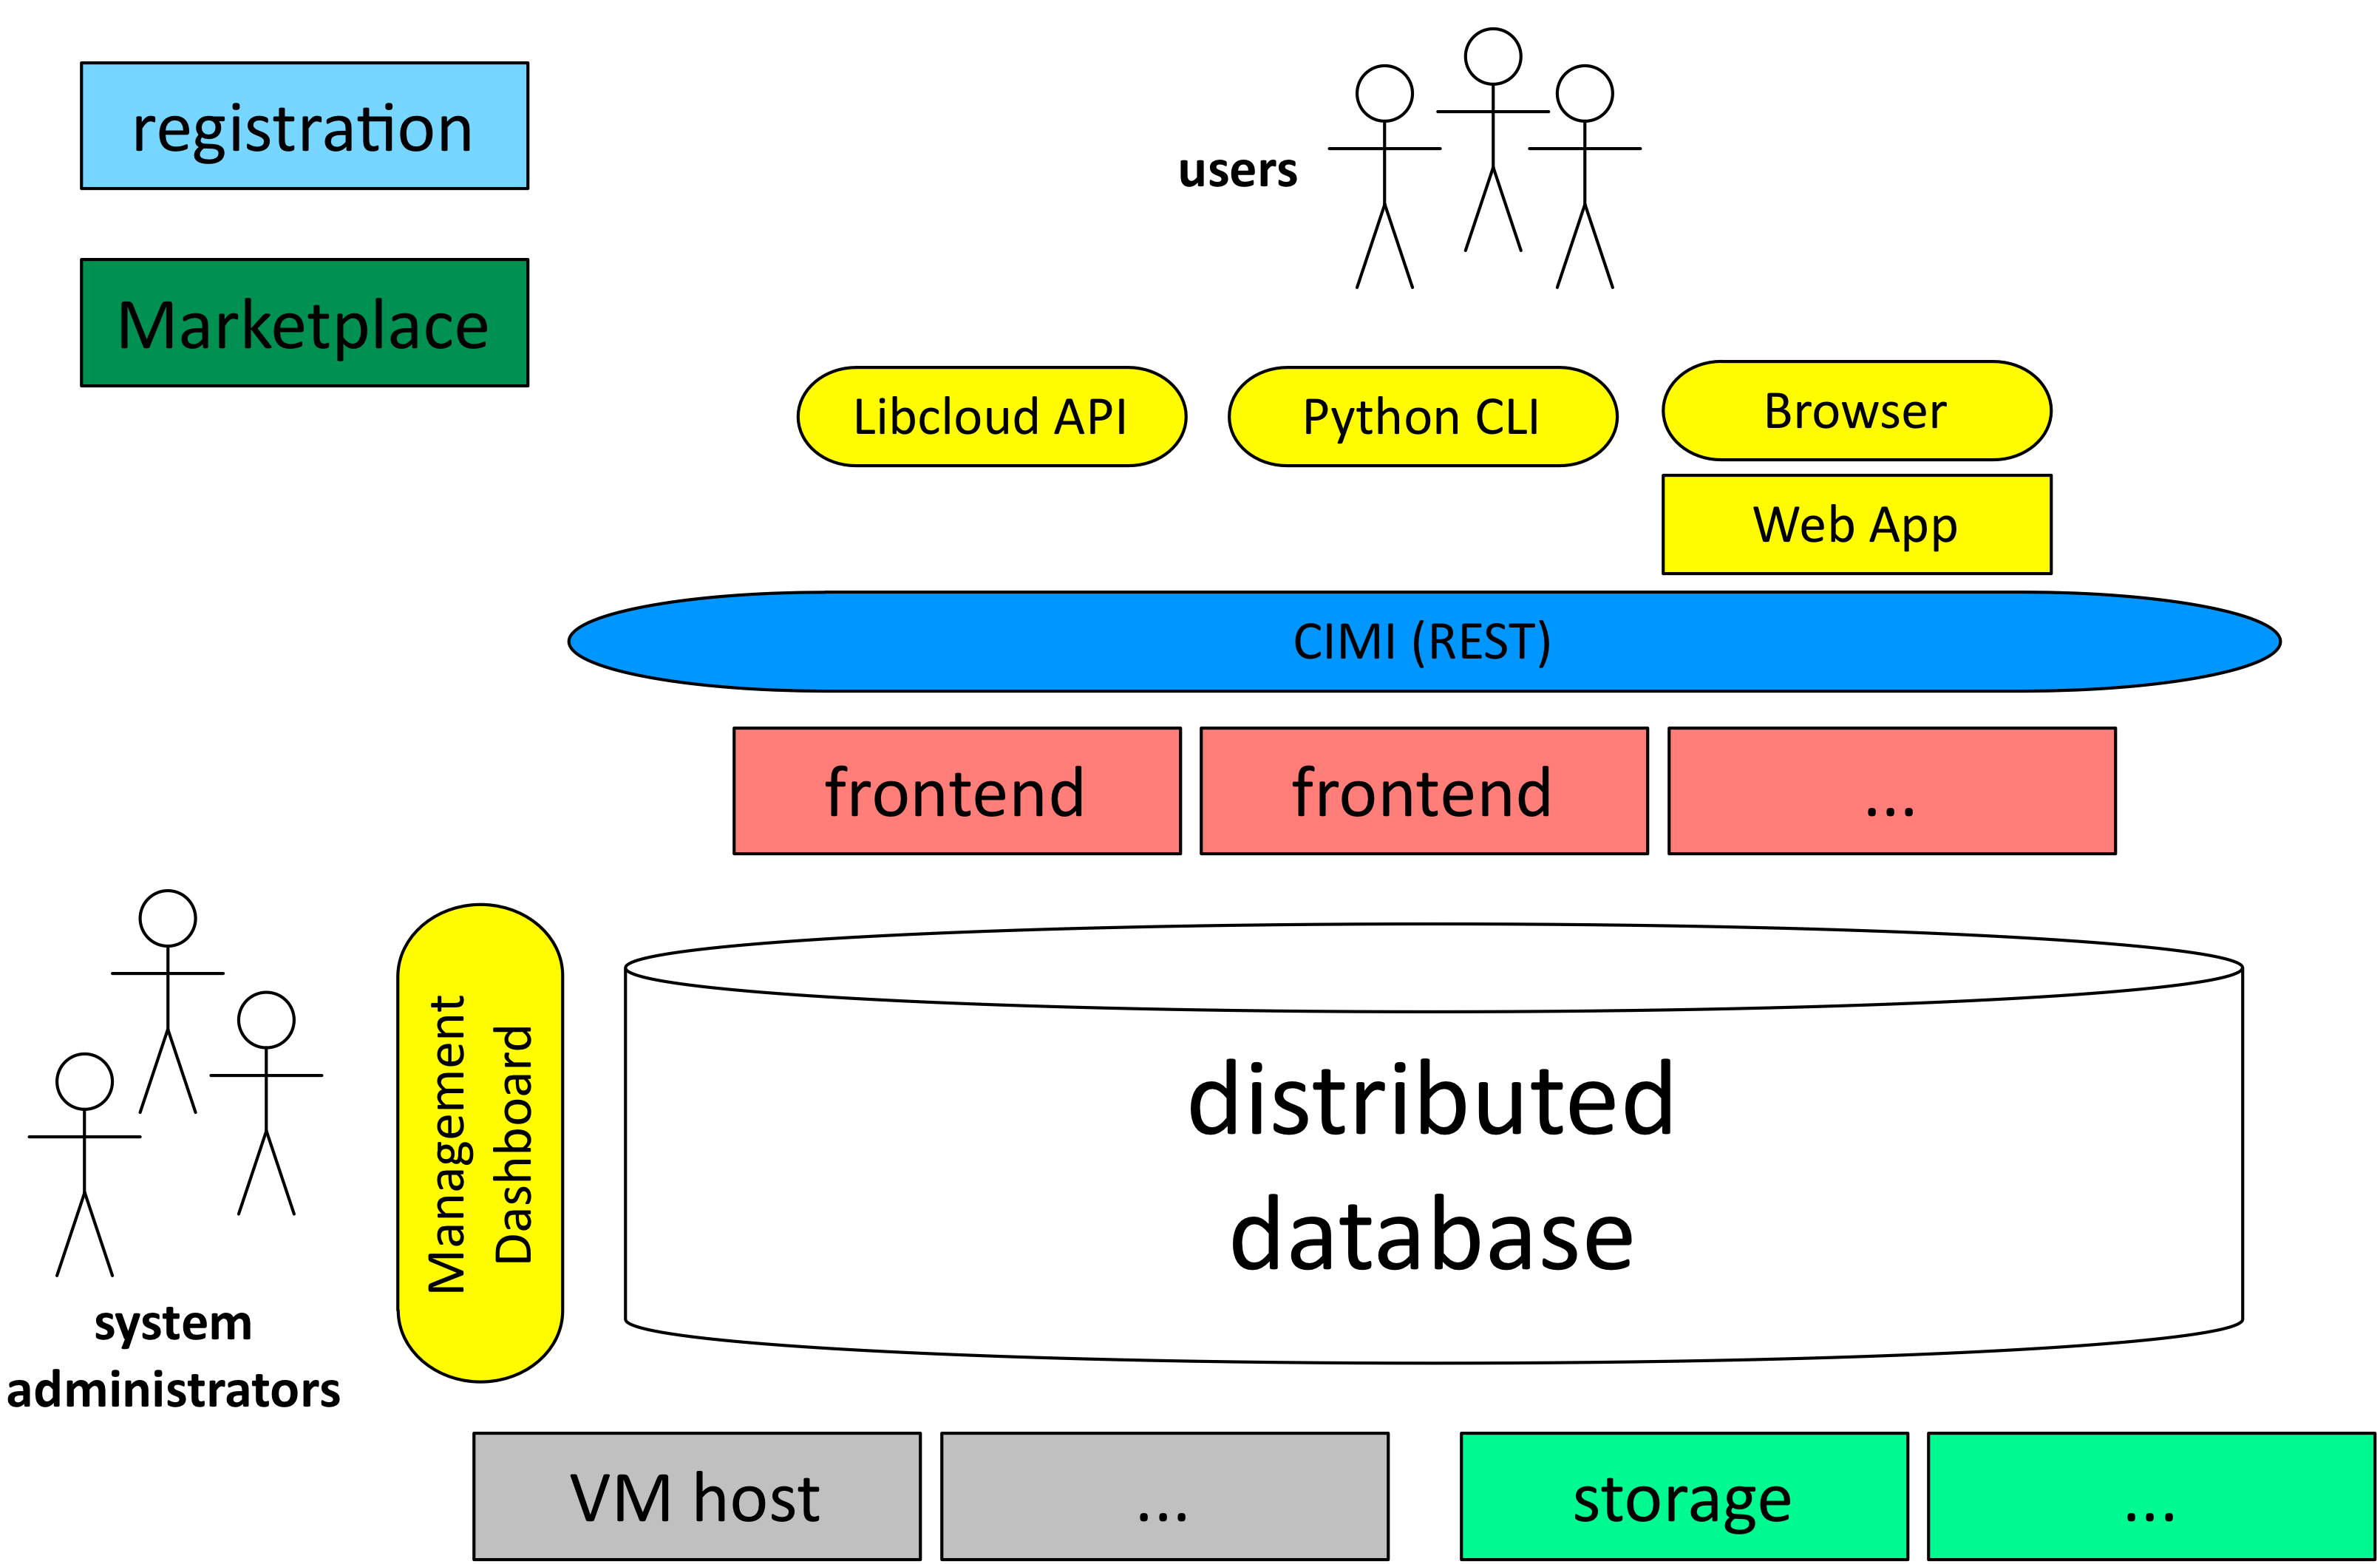 registration
Marketplace
users
Libcloud API
Python CLI
Browser
Web App
CIMI (REST)
frontend
frontend
...
Management
Dashboard
distributed
database
system
administrators
VM host
...
storage
...